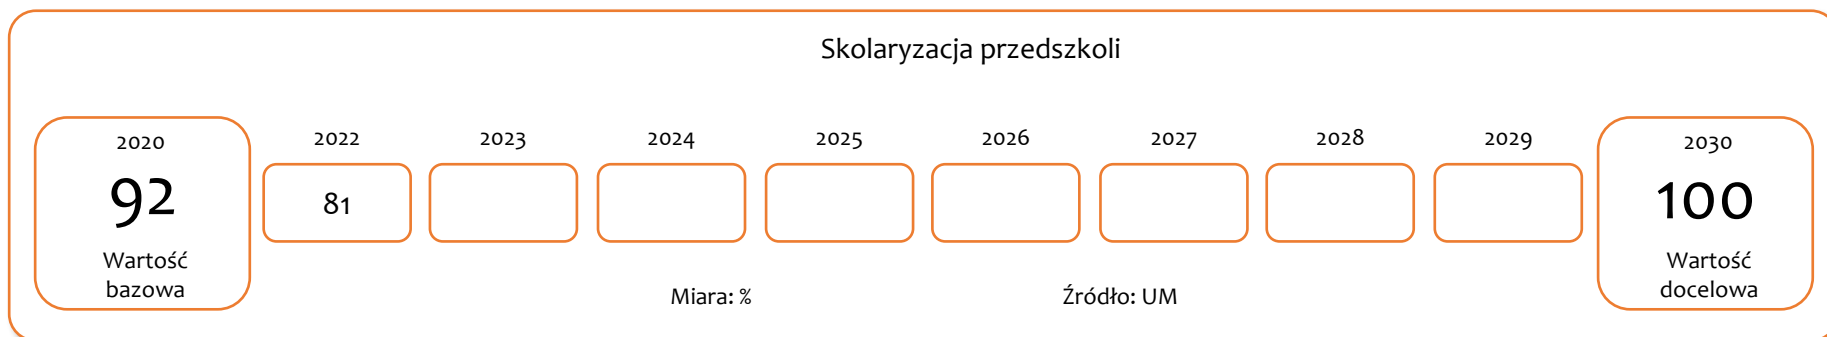 Skolaryzacja przedszkoli
2020
92
Wartość
bazowa
2022
81
2023
2024
2025
2026
2027
2028
2029
2030
100
Wartość
docelowa
Miara: %
Źródło: UM